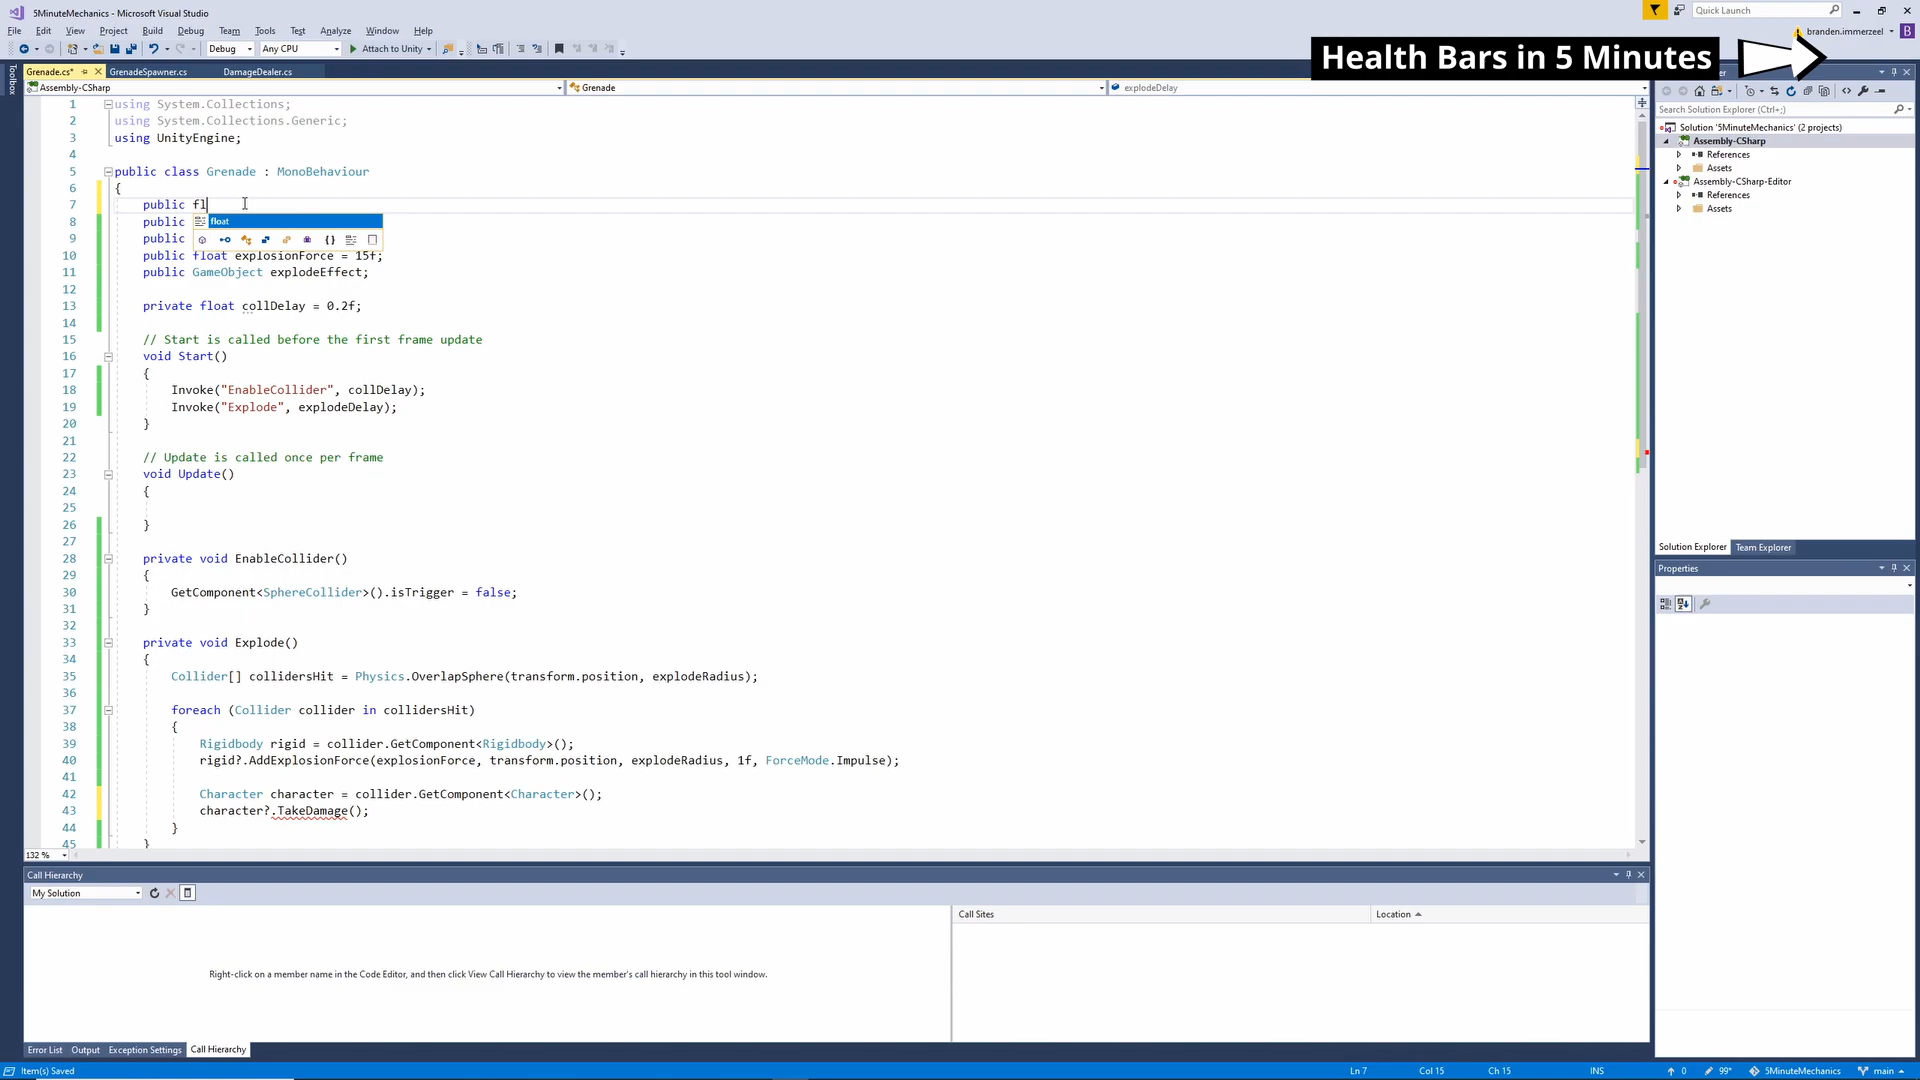 5MinuteMechanics - Microsoft Visual Studio
Quick Launch
File Edit View Project Build Debug Team Tools Test Analyze Window Help
branden.immerzeel
B
Debug Any CPU Attach to Unity
Health Bars in 5 Minutes
Toolbox
Grenade.cs* GrenadeSpawner.cs DamageDealer.cs
Assembly-CSharp Grenade explodeDelay
1 using System.Collections;
2 using System.Collections.Generic;
3 using UnityEngine;
4
5 public class Grenade : MonoBehaviour
6 {
7 public fl
float
8 public
9 public
10 public float explosionForce = 15f;
11 public GameObject explodeEffect;
12
13 private float collDelay = 0.2f;
14
15 // Start is called before the first frame update
16 void Start()
17 {
18 Invoke("EnableCollider", collDelay);
19 Invoke("Explode", explodeDelay);
20 }
21
22 // Update is called once per frame
23 void Update()
24 {
25
26 }
27
28 private void EnableCollider()
29 {
30 GetComponent<SphereCollider>().isTrigger = false;
31 }
32
33 private void Explode()
34 {
35 Collider[] collidersHit = Physics.OverlapSphere(transform.position, explodeRadius);
36
37 foreach (Collider collider in collidersHit)
38 {
39 Rigidbody rigid = collider.GetComponent<Rigidbody>();
40 rigid?.AddExplosionForce(explosionForce, transform.position, explodeRadius, 1f, ForceMode.Impulse);
41
42 Character character = collider.GetComponent<Character>();
43 character?.TakeDamage();
44 }
45 }
132 %
Search Solution Explorer (Ctrl+;)
Solution '5MinuteMechanics' (2 projects)
Assembly-CSharp
References
Assets
Assembly-CSharp-Editor
References
Assets
Solution Explorer Team Explorer
Properties
Call Hierarchy
My Solution
Call Sites Location
Right-click on a member name in the Code Editor, and then click View Call Hierarchy to view the member's call hierarchy in this tool window.
Error List Output Exception Settings Call Hierarchy
Item(s) Saved Ln 7 Col 15 Ch 15 INS 0 99* 5MinuteMechanics main